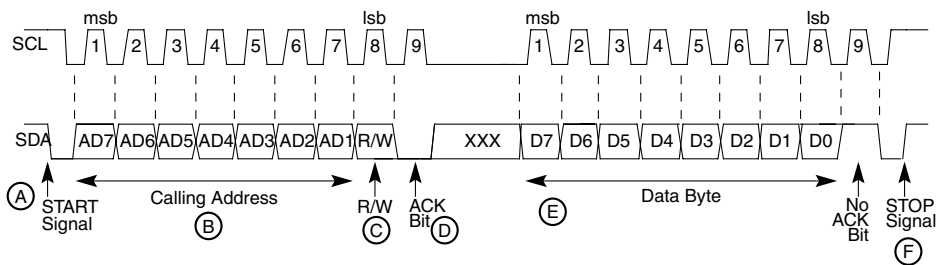 msb lsb msb lsb
SCL 1 2 3 4 5 6 7 8 9 1 2 3 4 5 6 7 8 9
SDA AD7 AD6 AD5 AD4 AD3 AD2 AD1 R/W XXX D7 D6 D5 D4 D3 D2 D1 D0
A START Signal
Calling Address
B
R/W
C
ACK Bit D
E
Data Byte
No ACK Bit
STOP Signal
F